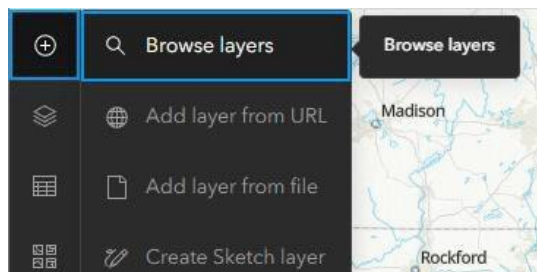 Browse layers
Browse layers
Add layer from URL
Madison
Add layer from file
Create Sketch layer
Rockford